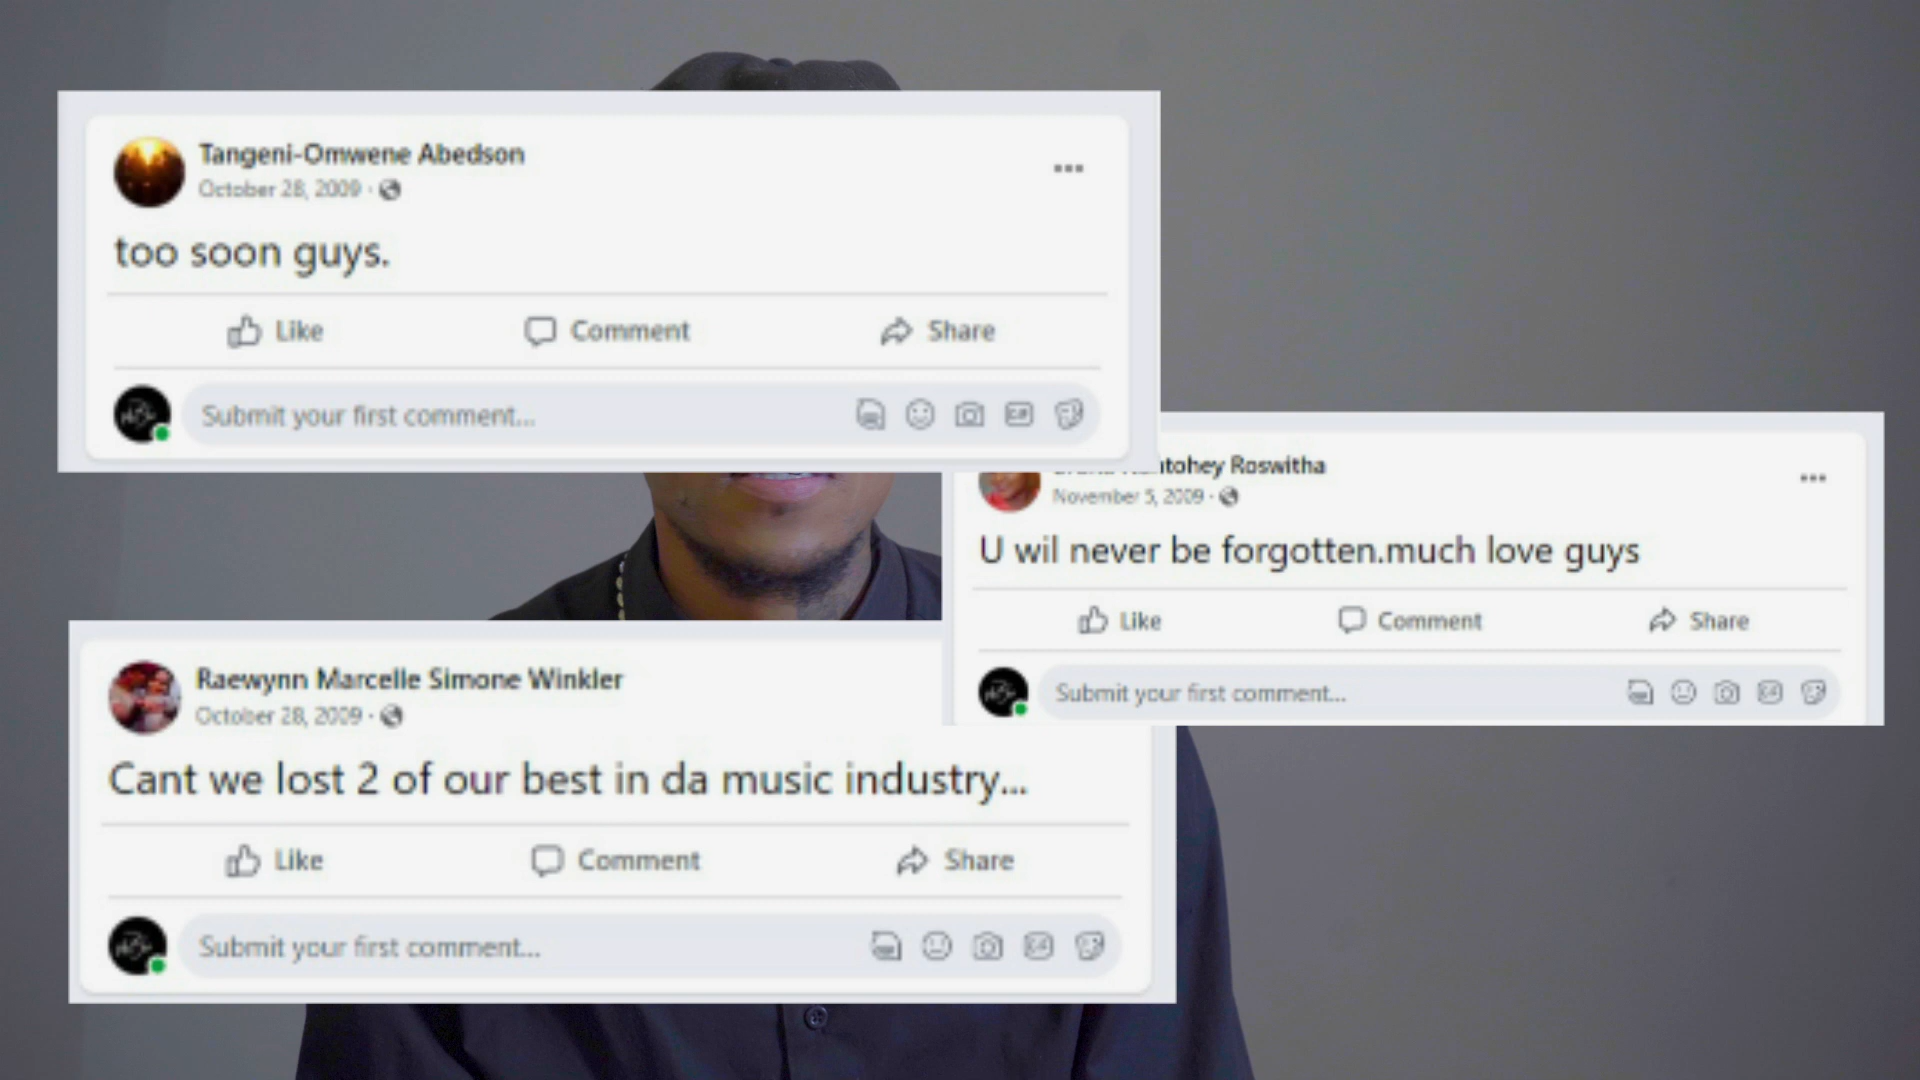 Tangeni-Omwene Abedson
October 28, 2009
too soon guys.
Like Comment Share
Submit your first comment...
Roswitha
November 5, 2009
U wil never be forgotten.much love guys
Like Comment Share
Submit your first comment...
Raewynn Marcelle Simone Winkler
October 28, 2009
Cant we lost 2 of our best in da music industry...
Like Comment Share
Submit your first comment...